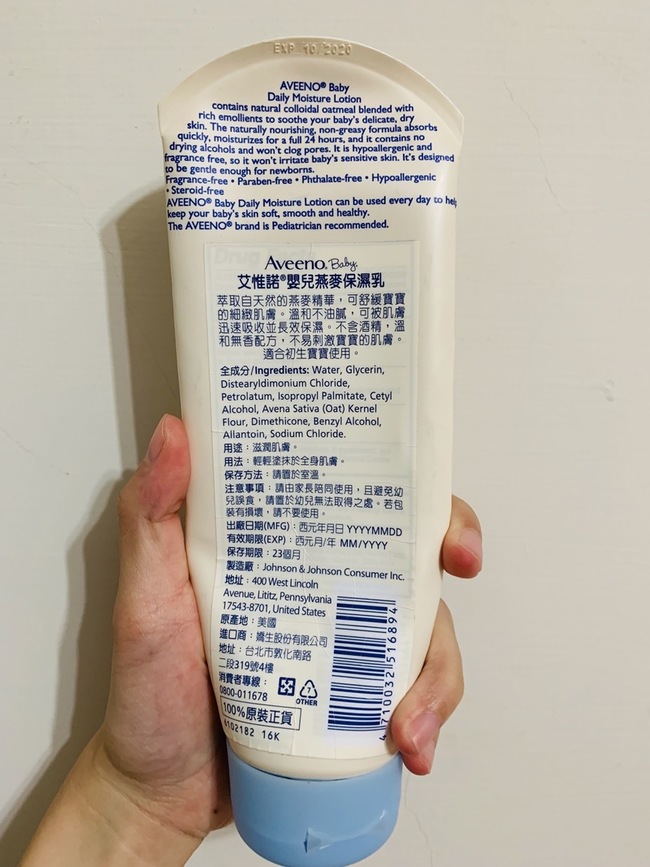 EXP 10/2020
AVEENO® Baby
Daily Moisture Lotion
contains natural colloidal oatmeal blended with
rich emollients to soothe your baby's delicate, dry
skin. The naturally nourishing, non-greasy formula absorbs
quickly, moisturizes for a full 24 hours, and it contains no
drying alcohols and won't clog pores. It is hypoallergenic and
fragrance free, so it won't irritate baby's sensitive skin. It's designed
to be gentle enough for newborns.
Fragrance-free • Paraben-free • Phthalate-free • Hypoallergenic
• Steroid-free
AVEENO® Baby Daily Moisture Lotion can be used every day to help
keep your baby's skin soft, smooth and healthy.
The AVEENO® brand is Pediatrician recommended.
Aveeno® Baby®
艾惟諾®嬰兒燕麥保濕乳
萃取自天然的燕麥精華，可舒緩寶寶
的細緻肌膚。溫和不油膩，可被肌膚
迅速吸收並長效保濕。不含酒精，溫
和無香配方，不易刺激寶寶的肌膚。
適合初生寶寶使用。
全成分/Ingredients: Water, Glycerin,
Distearyldimonium Chloride,
Petrolatum, Isopropyl Palmitate, Cetyl
Alcohol, Avena Sativa (Oat) Kernel
Flour, Dimethicone, Benzyl Alcohol,
Allantoin, Sodium Chloride.
用途：滋潤肌膚。
用法：輕輕塗抹於全身肌膚。
保存方法：請置於室溫。
注意事項：請由家長陪同使用，且避免幼
兒誤食，請置於幼兒無法取得之處。若包
裝有損壞，請不要使用。
出廠日期(MFG)：西元年月日 YYYYMMDD
有效期限(EXP)：西元月/年 MM/YYYY
保存期限：23個月
製造廠：Johnson & Johnson Consumer Inc.
地址：400 West Lincoln
Avenue, Lititz, Pennsylvania
17543-8701, United States
原產地：美國
進口商：嬌生股份有限公司
地址：台北市敦化南路
二段319號4樓
消費者專線：
0800-011678
OTHER
100%原裝正貨
6102182 16K
4710032516894